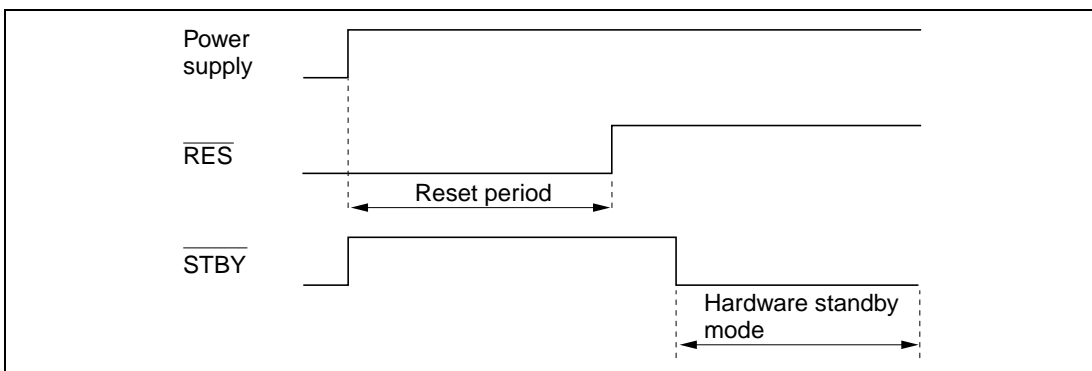 Power
supply
RES
Reset period
STBY
Hardware standby
mode